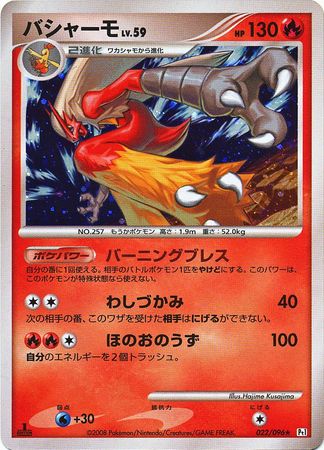 バシャーモ LV.59
HP 130
2進化 ワカシャモから進化
NO.257 もうかポケモン 高さ:1.9m 重さ:52.0kg
ポケパワー バーニングブレス
自分の番に1回使える。相手のバトルポケモン1匹をやけどにする。このパワーは、このポケモンが特殊状態なら使えない。
わしづかみ 40
次の相手の番、このワザを受けた相手はにげるができない。
ほのおのうず 100
自分のエネルギーを2個トラッシュ。
Illus.Hajime Kusajima
弱点 抵抗力 にげる
+30
1 EDITION
©2008 Pokémon/Nintendo/Creatures/GAME FREAK.
022/096★ Pt1